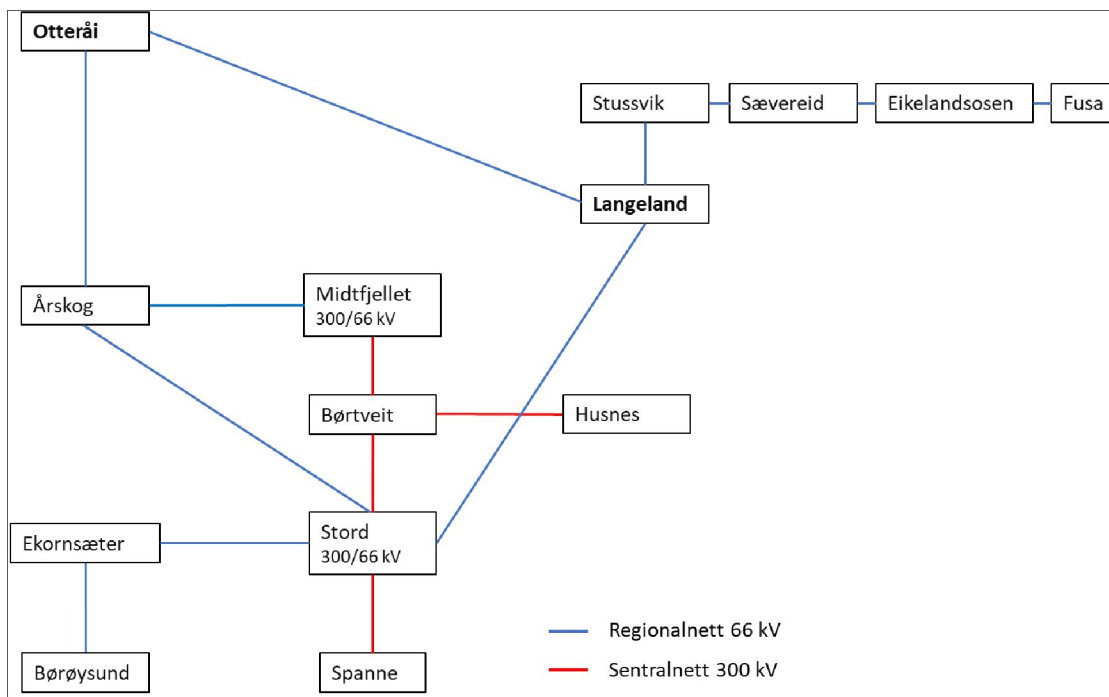 Otteråi
Stussvik
Sævereid
Eikelandsosen
Fusa
Langeland
Årskog
Midtfjellet
300/66 kV
Børtveit
Husnes
Ekornsæter
Stord
300/66 kV
Børøysund
Spanne
Regionalnett 66 kV
Sentralnett 300 kV